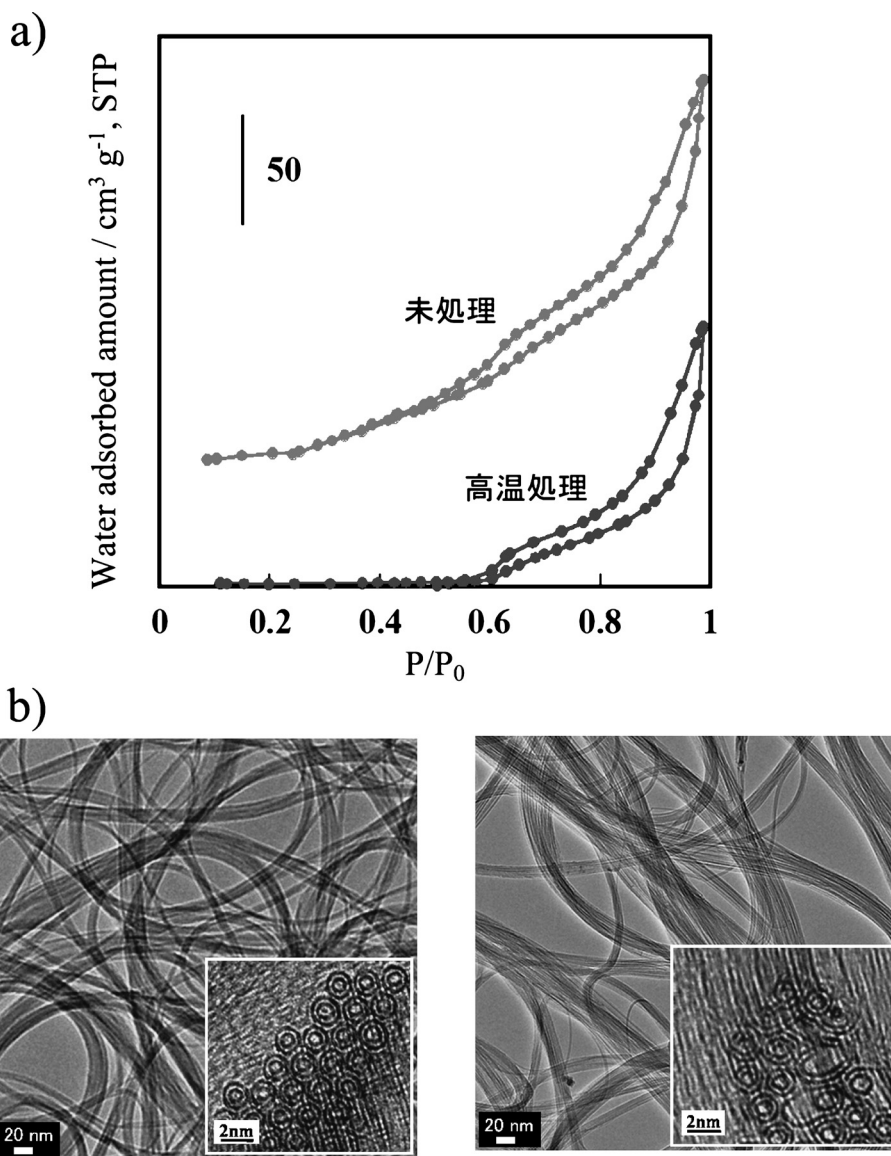 a)
Water adsorbed amount / cm³ g⁻¹, STP
50
未処理
高温処理
0 0.2 0.4 0.6 0.8 1
P/P₀
b)
20 nm
2nm
20 nm
2nm